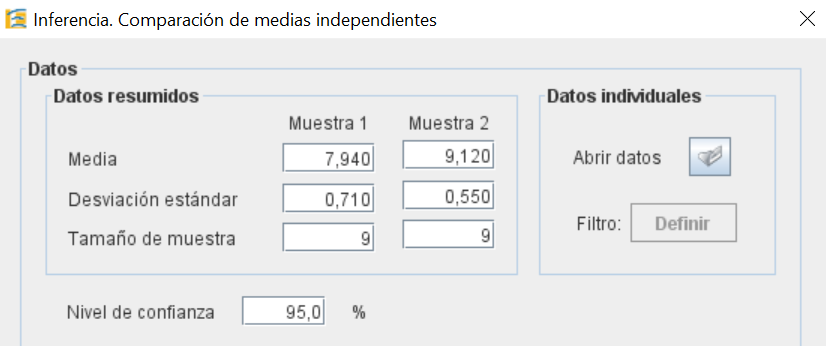 Inferencia. Comparación de medias independientes
Datos
Datos resumidos
Muestra 1 Muestra 2
Media 7,940 9,120
Desviación estándar 0,710 0,550
Tamaño de muestra 9 9
Datos individuales
Abrir datos
Filtro: Definir
Nivel de confianza 95,0 %